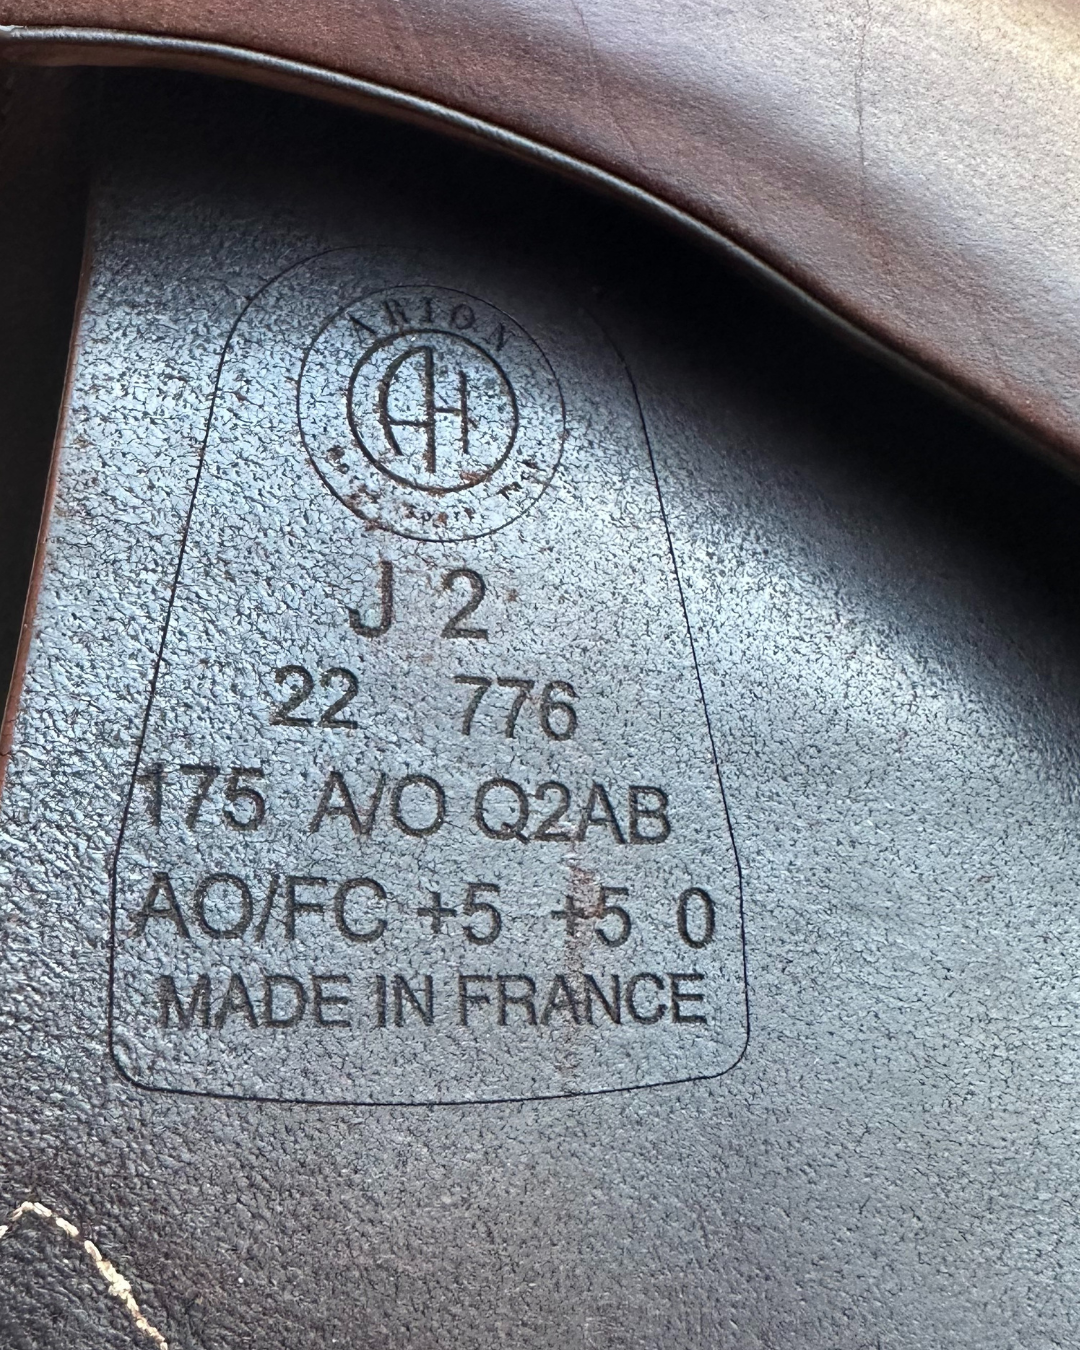 ARION
AH
J 2
22 776
175 A/O Q2AB
AO/FC +5 +5 0
MADE IN FRANCE